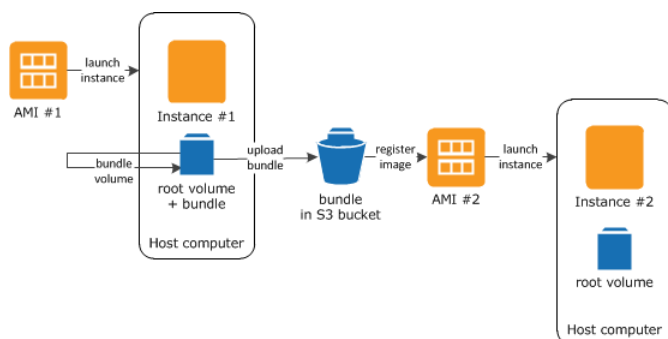 launch
instance
AMI #1
Instance #1
bundle
volume
root volume
+ bundle
Host computer
upload
bundle
bundle
in S3 bucket
register
image
AMI #2
launch
instance
Instance #2
root volume
Host computer